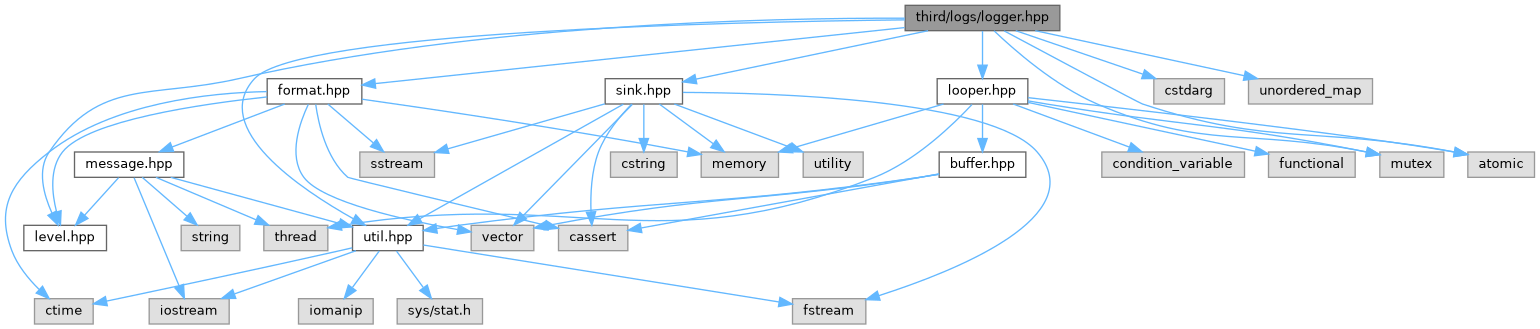 third/logs/logger.hpp
format.hpp
sink.hpp
looper.hpp
cstdarg
unordered_map
message.hpp
sstream
cstring
memory
utility
buffer.hpp
condition_variable
functional
mutex
atomic
level.hpp
string
thread
util.hpp
vector
cassert
ctime
iostream
iomanip
sys/stat.h
fstream